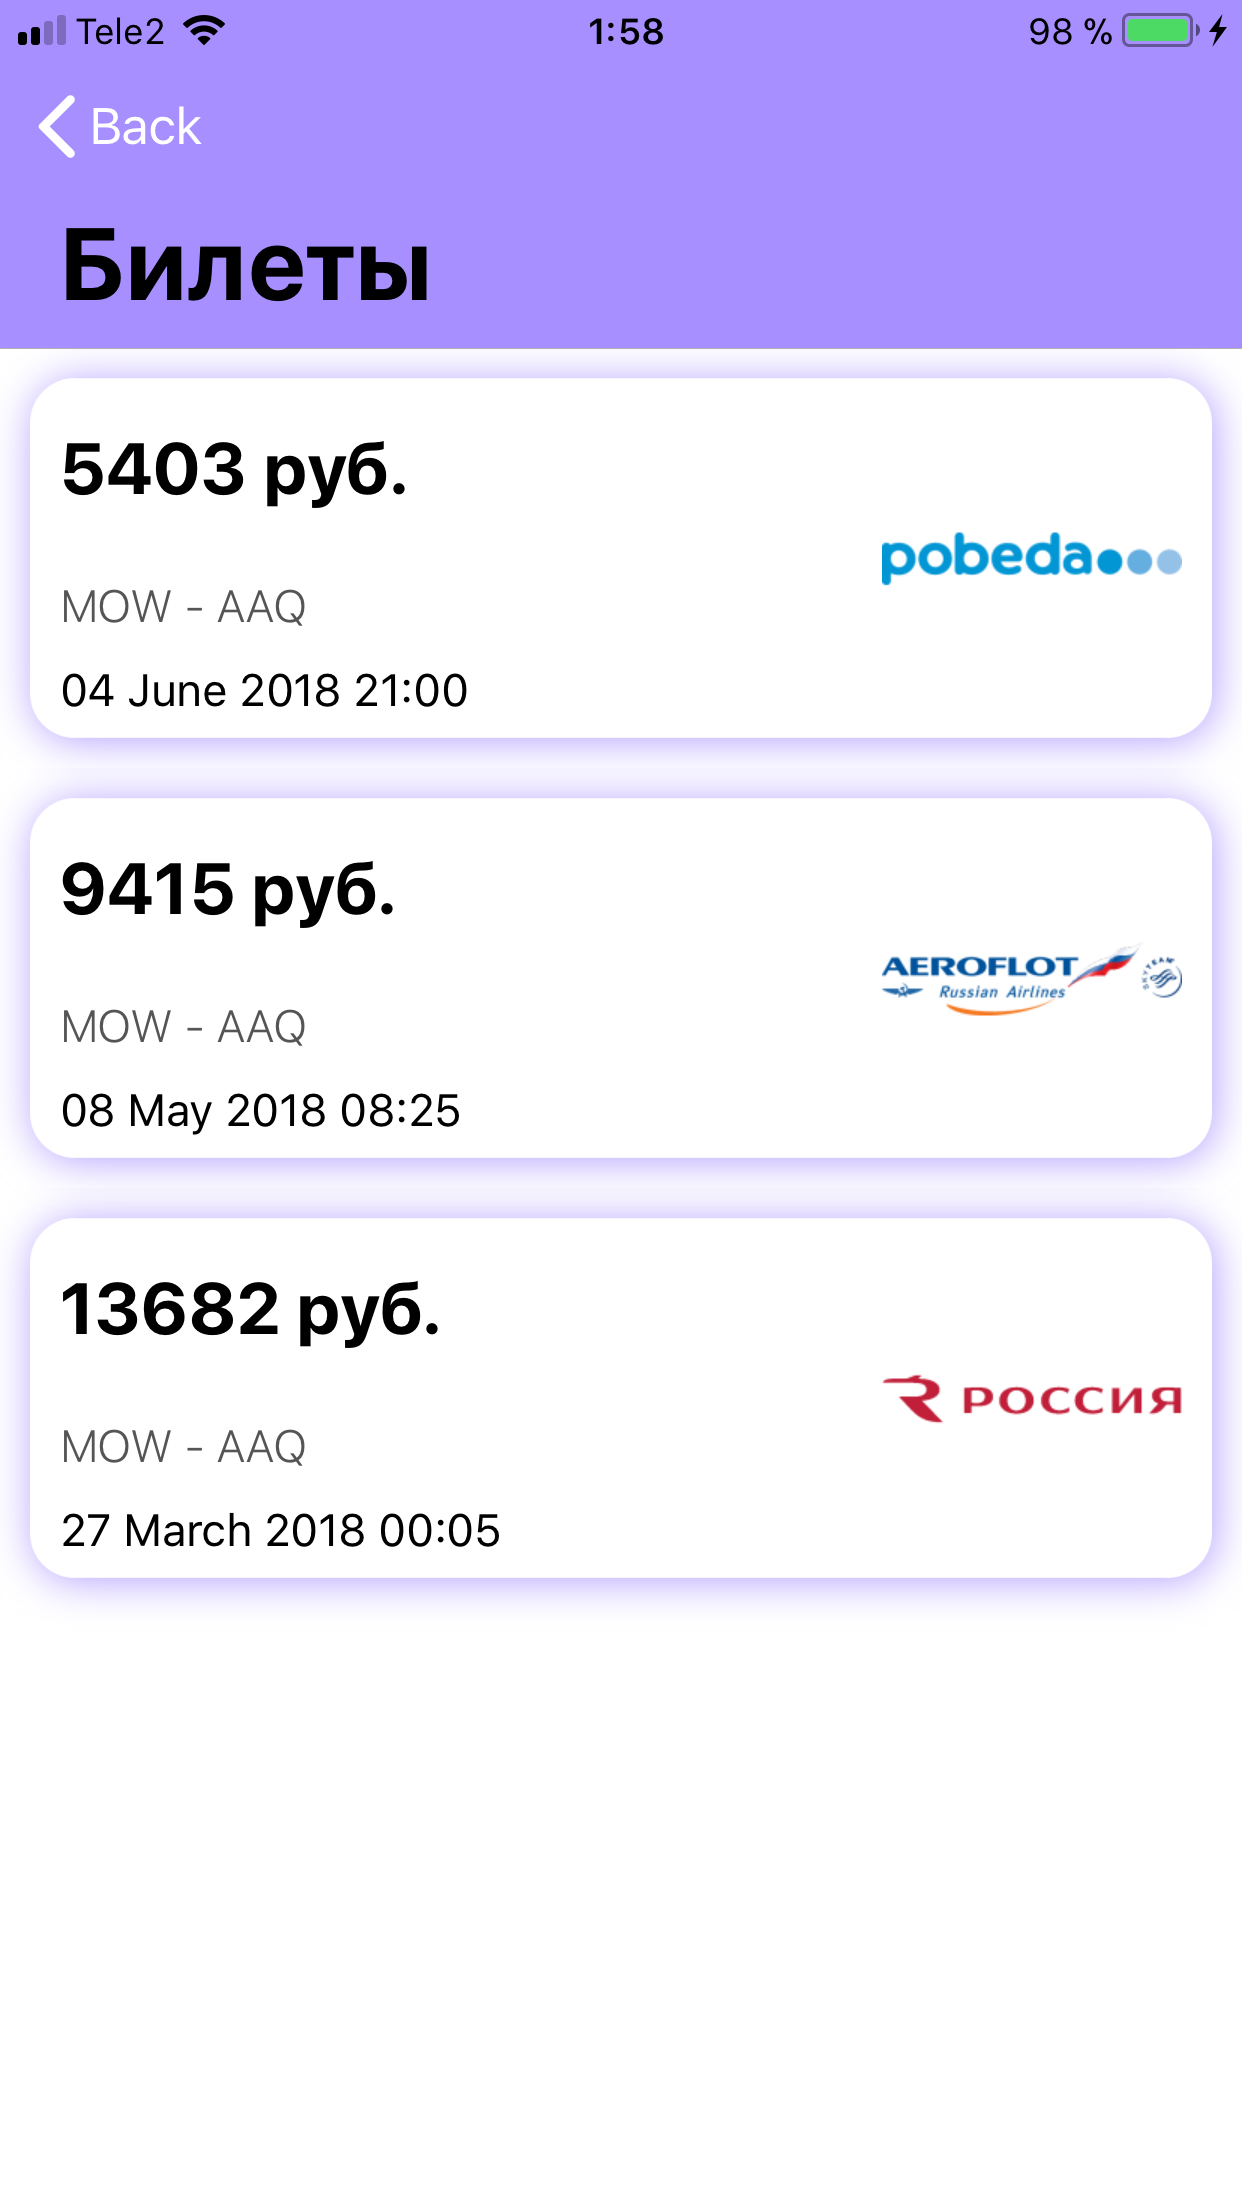 Tele2 1:58 98 %
Back
Билеты
5403 руб.
pobeda
MOW - AAQ
04 June 2018 21:00
9415 руб.
AEROFLOT
Russian Airlines
SKYTEAM
MOW - AAQ
08 May 2018 08:25
13682 руб.
РОССИЯ
MOW - AAQ
27 March 2018 00:05